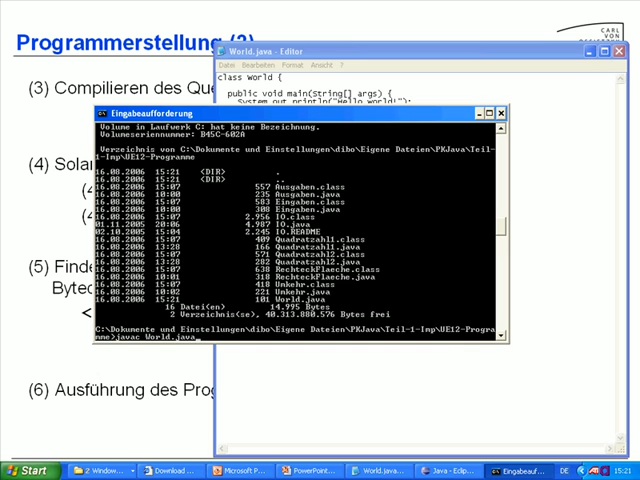 Programmerstellung (2)
CARL
VON
(3) Compilieren des Que
(4) Solan
(4
(4
(5) Finde
Bytec
<
(6) Ausführung des Prog
World.java - Editor
Datei Bearbeiten Format Ansicht ?
class World {
public void main(String[] args) {
System.out.println("Hello world!");
Eingabeaufforderung
Volume in Laufwerk C: hat keine Bezeichnung.
Volumeseriennummer: B45C-602A
Verzeichnis von C:\Dokumente und Einstellungen\dibo\Eigene Dateien\PKJava\Teil-
1-Imp\UE12-Programme
16.08.2006 15:21 <DIR> .
16.08.2006 15:21 <DIR> ..
16.08.2006 15:07 557 Ausgaben.class
16.08.2006 10:00 235 Ausgaben.java
16.08.2006 15:07 583 Eingaben.class
16.08.2006 10:00 308 Eingaben.java
16.08.2006 15:07 2.956 IO.class
01.11.2005 20:06 4.987 IO.java
02.10.2005 15:04 2.245 IO.README
16.08.2006 15:07 409 Quadratzahl1.class
16.08.2006 13:28 166 Quadratzahl1.java
16.08.2006 15:07 571 Quadratzahl2.class
16.08.2006 13:28 282 Quadratzahl2.java
16.08.2006 15:07 638 RechteckFlaeche.class
16.08.2006 10:01 318 RechteckFlaeche.java
16.08.2006 15:07 418 Umkehr.class
16.08.2006 10:02 221 Umkehr.java
16.08.2006 15:21 101 World.java
16 Datei(en) 14.995 Bytes
2 Verzeichnis(se), 40.313.880.576 Bytes frei
C:\Dokumente und Einstellungen\dibo\Eigene Dateien\PKJava\Teil-1-Imp\UE12-Progra
mme>javac World.java_
Start 2 Window... Download ... Microsoft P... PowerPoint... World.java... Java - Eclip... Eingabeauf... DE 15:21